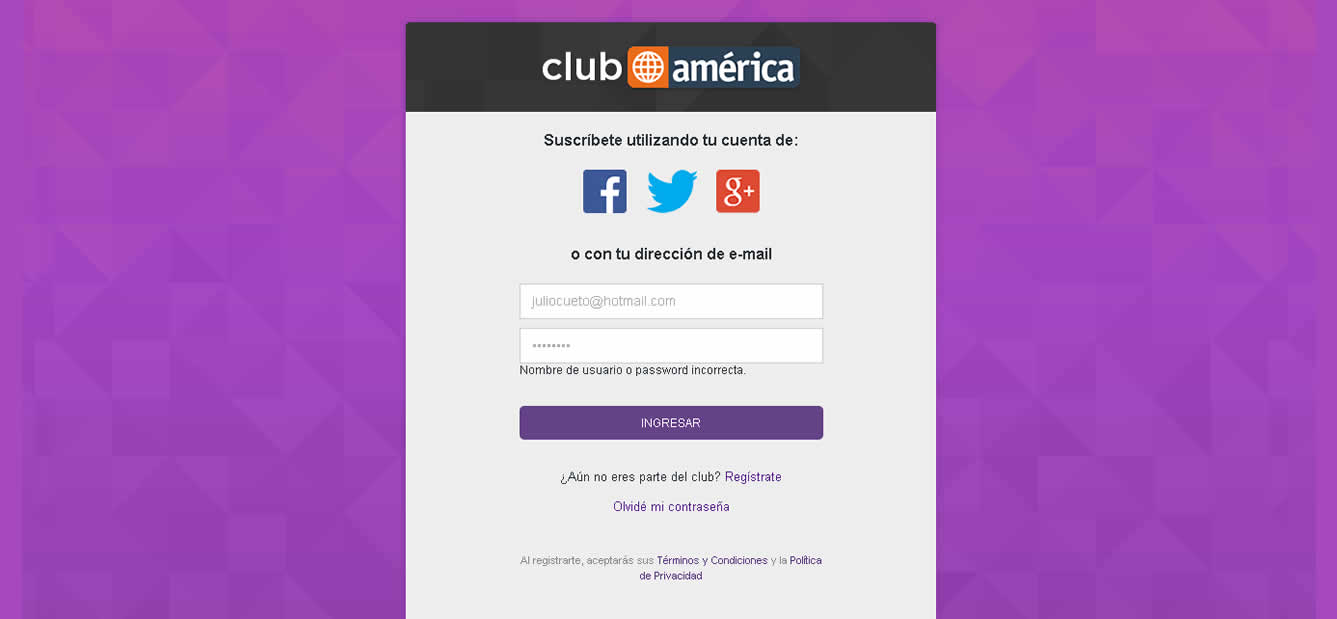 club américa
Suscríbete utilizando tu cuenta de:
f g+
o con tu dirección de e-mail
juliocueto@hotmail.com
••••••••
Nombre de usuario o password incorrecta.
INGRESAR
¿Aún no eres parte del club? Regístrate
Olvidé mi contraseña
Al registrarte, aceptarás sus Términos y Condiciones y la Política
de Privacidad